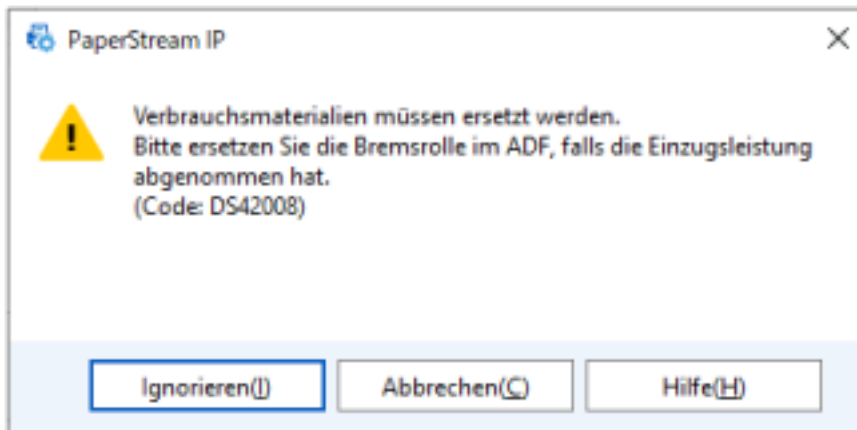 PaperStream IP
Verbrauchsmaterialien müssen ersetzt werden.
Bitte ersetzen Sie die Bremsrolle im ADF, falls die Einzugsleistung
abgenommen hat.
(Code: DS42008)
Ignorieren(I)
Abbrechen(C)
Hilfe(H)